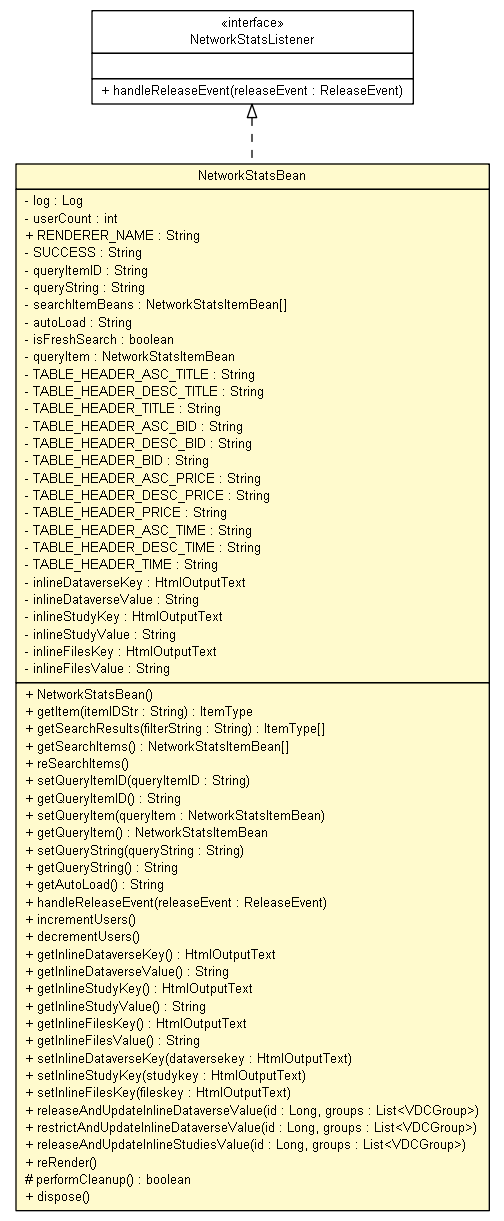 «interface»
NetworkStatsListener
+ handleReleaseEvent(releaseEvent : ReleaseEvent)
NetworkStatsBean
- log : Log
- userCount : int
+ RENDERER_NAME : String
- SUCCESS : String
- queryItemID : String
- queryString : String
- searchItemBeans : NetworkStatsItemBean[]
- autoLoad : String
- isFreshSearch : boolean
- queryItem : NetworkStatsItemBean
- TABLE_HEADER_ASC_TITLE : String
- TABLE_HEADER_DESC_TITLE : String
- TABLE_HEADER_TITLE : String
- TABLE_HEADER_ASC_BID : String
- TABLE_HEADER_DESC_BID : String
- TABLE_HEADER_BID : String
- TABLE_HEADER_ASC_PRICE : String
- TABLE_HEADER_DESC_PRICE : String
- TABLE_HEADER_PRICE : String
- TABLE_HEADER_ASC_TIME : String
- TABLE_HEADER_DESC_TIME : String
- TABLE_HEADER_TIME : String
- inlineDataverseKey : HtmlOutputText
- inlineDataverseValue : String
- inlineStudyKey : HtmlOutputText
- inlineStudyValue : String
- inlineFilesKey : HtmlOutputText
- inlineFilesValue : String
+ NetworkStatsBean()
+ getItem(itemIDStr : String) : ItemType
+ getSearchResults(filterString : String) : ItemType[]
+ getSearchItems() : NetworkStatsItemBean[]
+ reSearchItems()
+ setQueryItemID(queryItemID : String)
+ getQueryItemID() : String
+ setQueryItem(queryItem : NetworkStatsItemBean)
+ getQueryItem() : NetworkStatsItemBean
+ setQueryString(queryString : String)
+ getQueryString() : String
+ getAutoLoad() : String
+ handleReleaseEvent(releaseEvent : ReleaseEvent)
+ incrementUsers()
+ decrementUsers()
+ getInlineDataverseKey() : HtmlOutputText
+ getInlineDataverseValue() : String
+ getInlineStudyKey() : HtmlOutputText
+ getInlineStudyValue() : String
+ getInlineFilesKey() : HtmlOutputText
+ getInlineFilesValue() : String
+ setInlineDataverseKey(dataversekey : HtmlOutputText)
+ setInlineStudyKey(studykey : HtmlOutputText)
+ setInlineFilesKey(fileskey : HtmlOutputText)
+ releaseAndUpdateInlineDataverseValue(id : Long, groups : List<VDCGroup>)
+ restrictAndUpdateInlineDataverseValue(id : Long, groups : List<VDCGroup>)
+ releaseAndUpdateInlineStudiesValue(id : Long, groups : List<VDCGroup>)
+ reRender()
# performCleanup() : boolean
+ dispose()